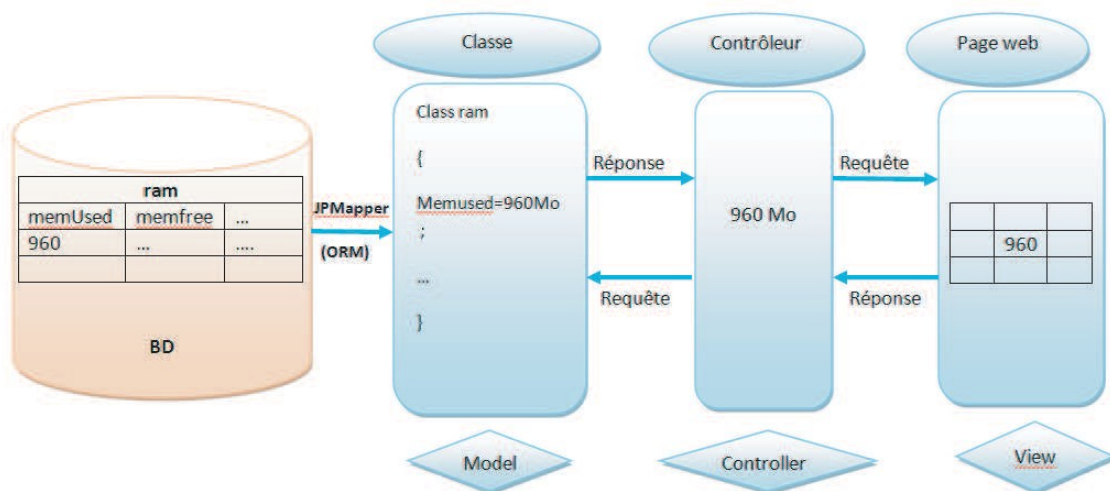 Classe
Contrôleur
Page web
ram
memUsed memfree ...
960 ... ....
BD
JPMapper
(ORM)
Class ram
{
Memused=960Mo
;
...
}
Réponse
Requête
960 Mo
Requête
Réponse
960
Model
Controller
View